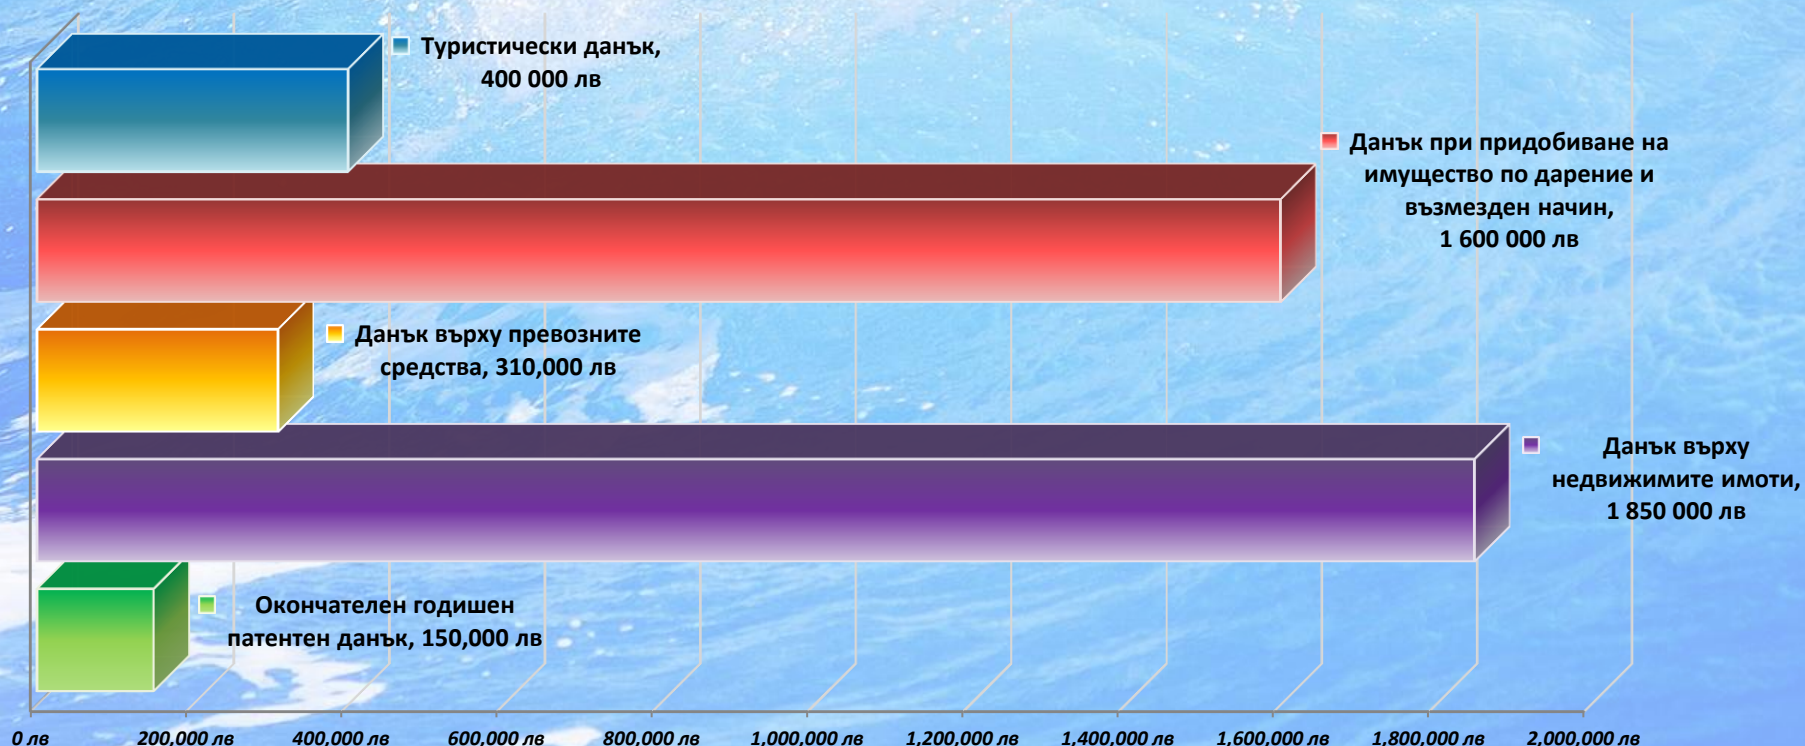 Туристически данък,
400 000 лв
Данък при придобиване на
имущество по дарение и
възмезден начин,
1 600 000 лв
Данък върху превозните
средства, 310,000 лв
Данък върху
недвижимите имоти,
1 850 000 лв
Окончателен годишен
патентен данък, 150,000 лв
0 лв 200,000 лв 400,000 лв 600,000 лв 800,000 лв 1,000,000 лв 1,200,000 лв 1,400,000 лв 1,600,000 лв 1,800,000 лв 2,000,000 лв